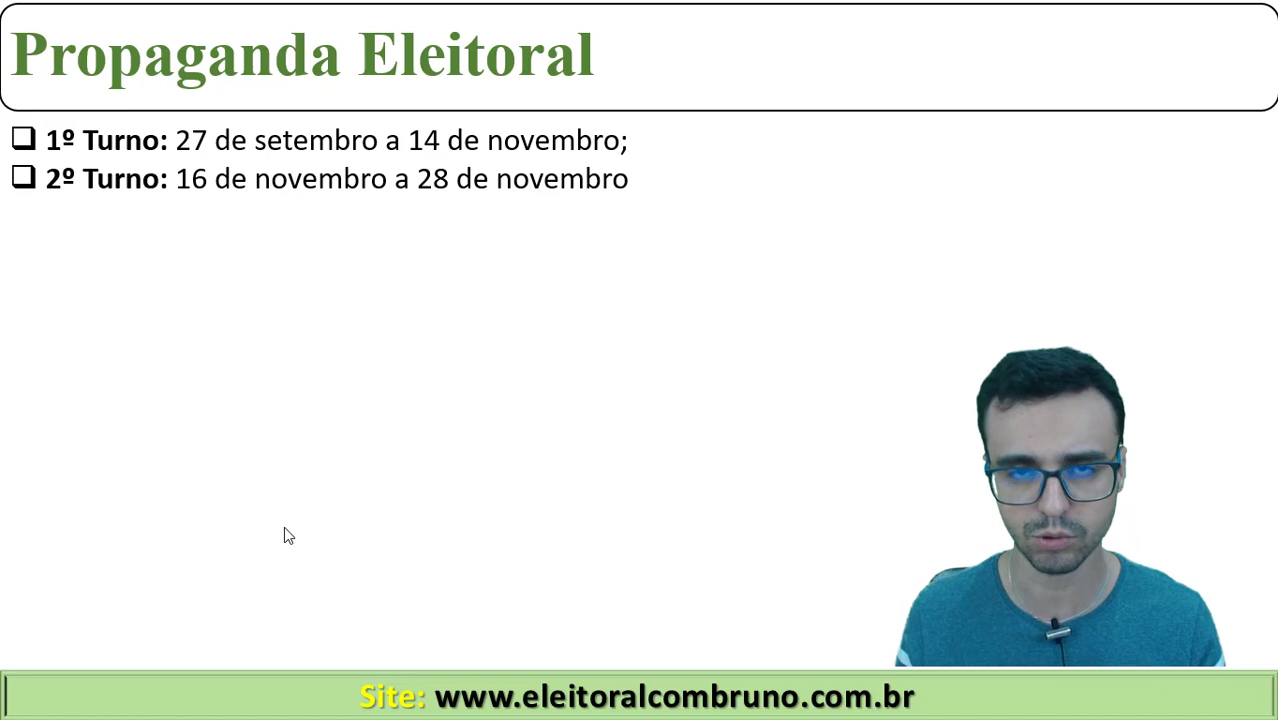 Propaganda Eleitoral
1º Turno: 27 de setembro a 14 de novembro;
2º Turno: 16 de novembro a 28 de novembro
Site: www.eleitoralcombruno.com.br